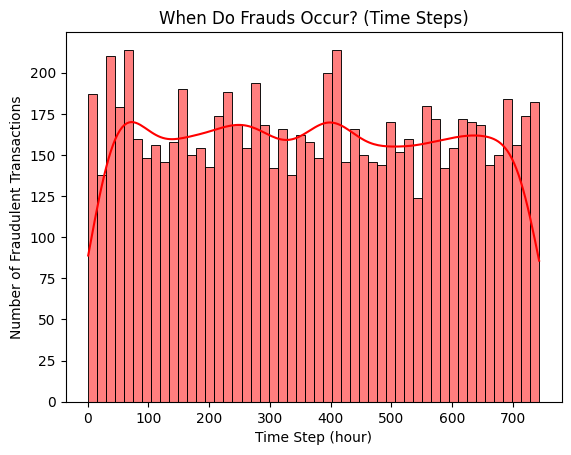 When Do Frauds Occur? (Time Steps)
Number of Fraudulent Transactions
200
175
150
125
100
75
50
25
0
0 100 200 300 400 500 600 700
Time Step (hour)